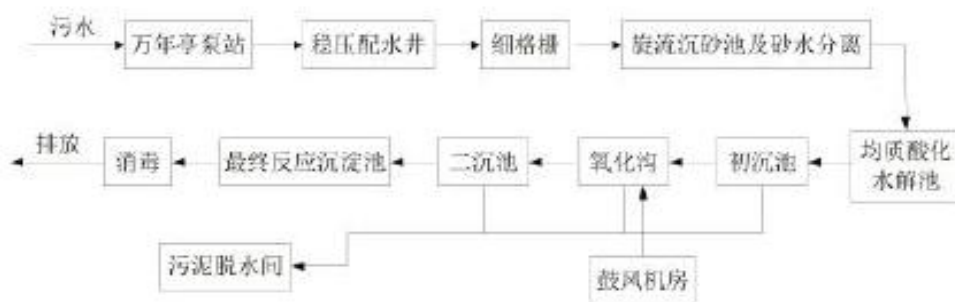 污水
万年亭泵站
稳压配水井
细格栅
旋流沉砂池及砂水分离
排放
消毒
最终反应沉淀池
二沉池
氧化沟
初沉池
均质酸化
水解池
污泥脱水间
鼓风机房